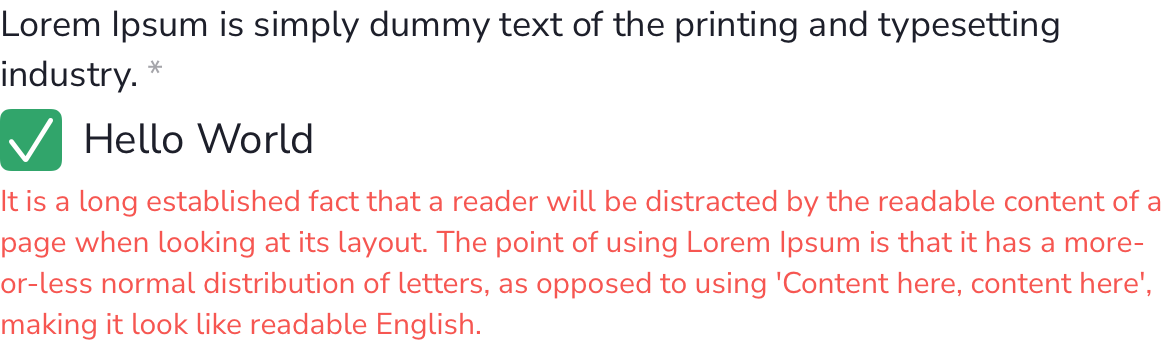 Lorem Ipsum is simply dummy text of the printing and typesetting
industry. *
Hello World
It is a long established fact that a reader will be distracted by the readable content of a
page when looking at its layout. The point of using Lorem Ipsum is that it has a more-
or-less normal distribution of letters, as opposed to using 'Content here, content here',
making it look like readable English.